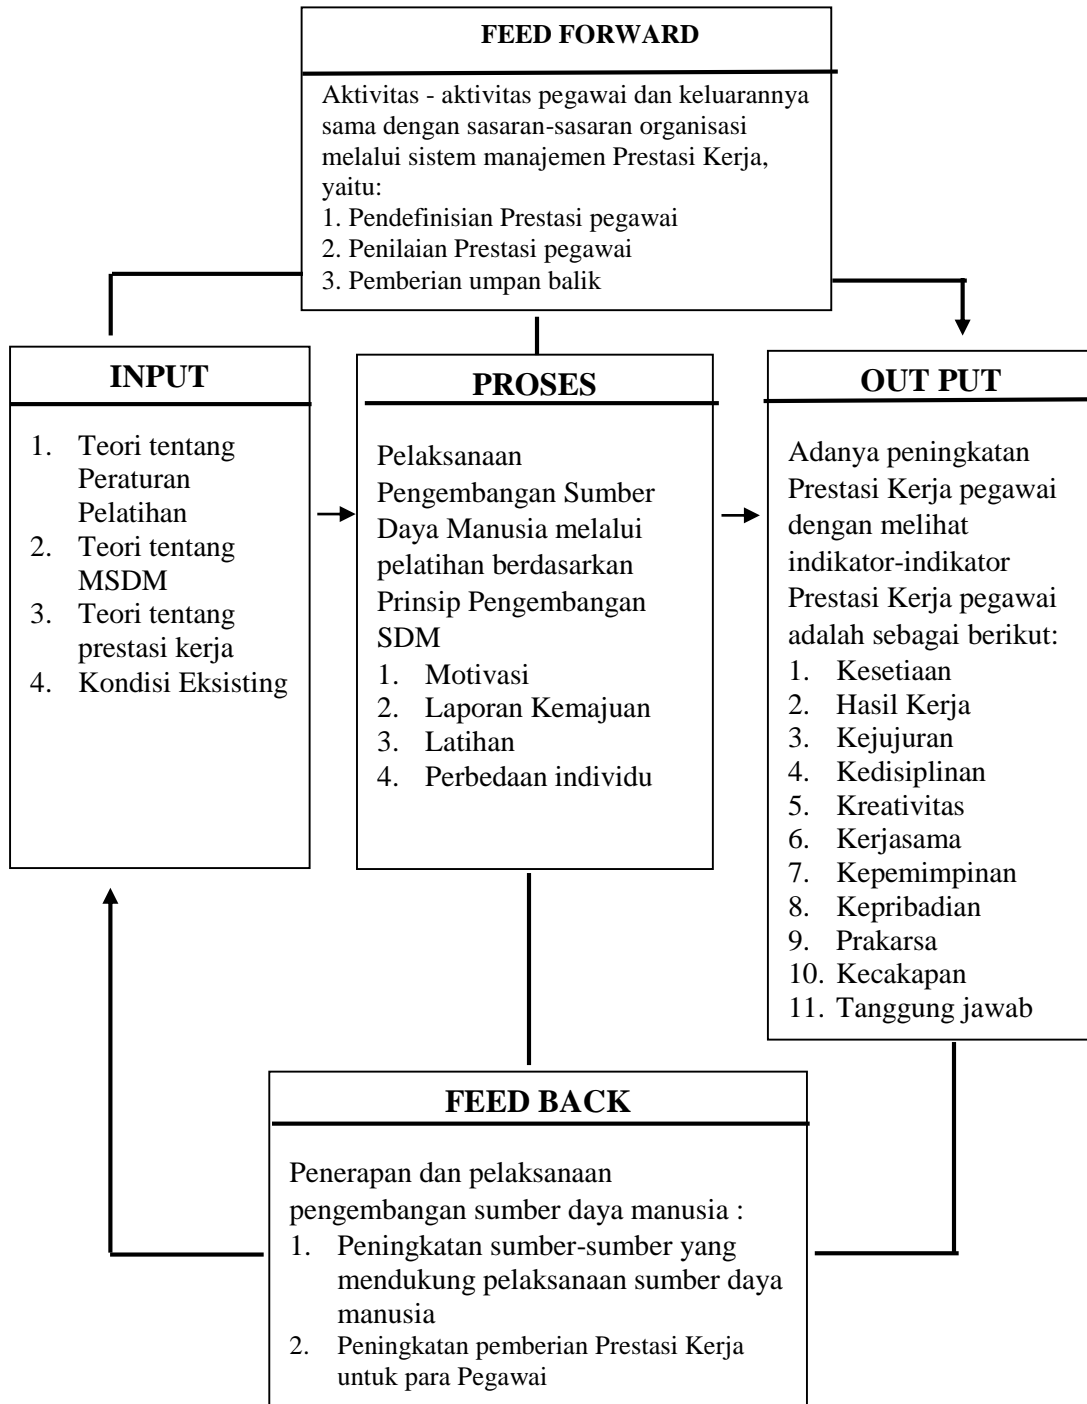 FEED FORWARD
Aktivitas - aktivitas pegawai dan keluarannya
sama dengan sasaran-sasaran organisasi
melalui sistem manajemen Prestasi Kerja,
yaitu:
1. Pendefinisian Prestasi pegawai
2. Penilaian Prestasi pegawai
3. Pemberian umpan balik
INPUT
1. Teori tentang
Peraturan
Pelatihan
2. Teori tentang
MSDM
3. Teori tentang
prestasi kerja
4. Kondisi Eksisting
PROSES
Pelaksanaan
Pengembangan Sumber
Daya Manusia melalui
pelatihan berdasarkan
Prinsip Pengembangan
SDM
1. Motivasi
2. Laporan Kemajuan
3. Latihan
4. Perbedaan individu
OUT PUT
Adanya peningkatan
Prestasi Kerja pegawai
dengan melihat
indikator-indikator
Prestasi Kerja pegawai
adalah sebagai berikut:
1. Kesetiaan
2. Hasil Kerja
3. Kejujuran
4. Kedisiplinan
5. Kreativitas
6. Kerjasama
7. Kepemimpinan
8. Kepribadian
9. Prakarsa
10. Kecakapan
11. Tanggung jawab
FEED BACK
Penerapan dan pelaksanaan
pengembangan sumber daya manusia :
1. Peningkatan sumber-sumber yang
mendukung pelaksanaan sumber daya
manusia
2. Peningkatan pemberian Prestasi Kerja
untuk para Pegawai